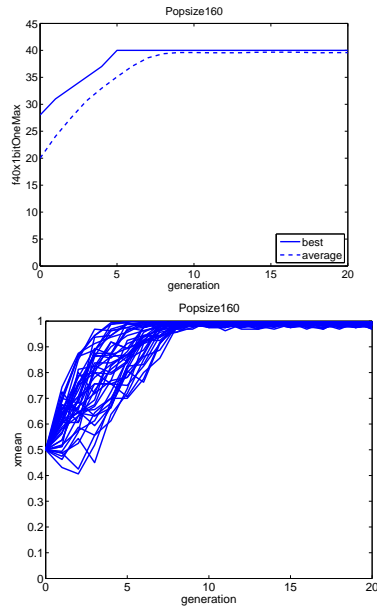 Popsize160
45
40
35
30
25
20
15
10
5
0
f40x1bitOneMax
best
average
0 5 10 15 20
generation
Popsize160
1
0.9
0.8
0.7
0.6
0.5
0.4
0.3
0.2
0.1
0
xmean
0 5 10 15 20
generation